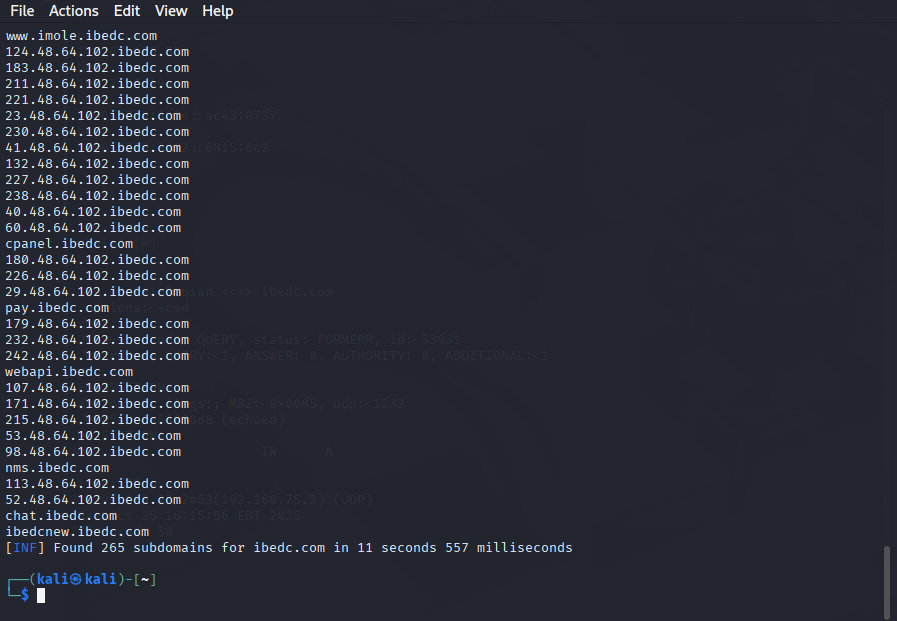 File Actions Edit View Help
www.imole.ibedc.com
124.48.64.102.ibedc.com
183.48.64.102.ibedc.com
211.48.64.102.ibedc.com
221.48.64.102.ibedc.com
23.48.64.102.ibedc.com
230.48.64.102.ibedc.com
41.48.64.102.ibedc.com
132.48.64.102.ibedc.com
227.48.64.102.ibedc.com
238.48.64.102.ibedc.com
40.48.64.102.ibedc.com
60.48.64.102.ibedc.com
cpanel.ibedc.com
180.48.64.102.ibedc.com
226.48.64.102.ibedc.com
29.48.64.102.ibedc.com
pay.ibedc.com
179.48.64.102.ibedc.com
232.48.64.102.ibedc.com
242.48.64.102.ibedc.com
webapi.ibedc.com
107.48.64.102.ibedc.com
171.48.64.102.ibedc.com
215.48.64.102.ibedc.com
53.48.64.102.ibedc.com
98.48.64.102.ibedc.com
nms.ibedc.com
113.48.64.102.ibedc.com
52.48.64.102.ibedc.com
chat.ibedc.com
ibedcnew.ibedc.com
[INF] Found 265 subdomains for ibedc.com in 11 seconds 557 milliseconds
┌──(kali㉿kali)-[~]
└─$